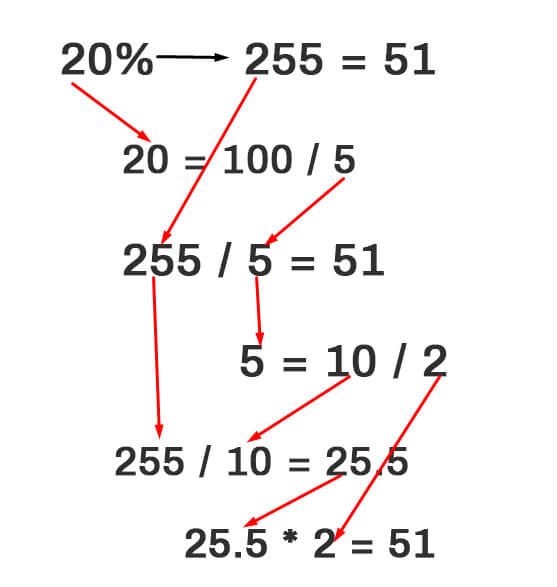 20% → 255 = 51
20 = 100 / 5
255 / 5 = 51
5 = 10 / 2
255 / 10 = 25.5
25.5 * 2 = 51